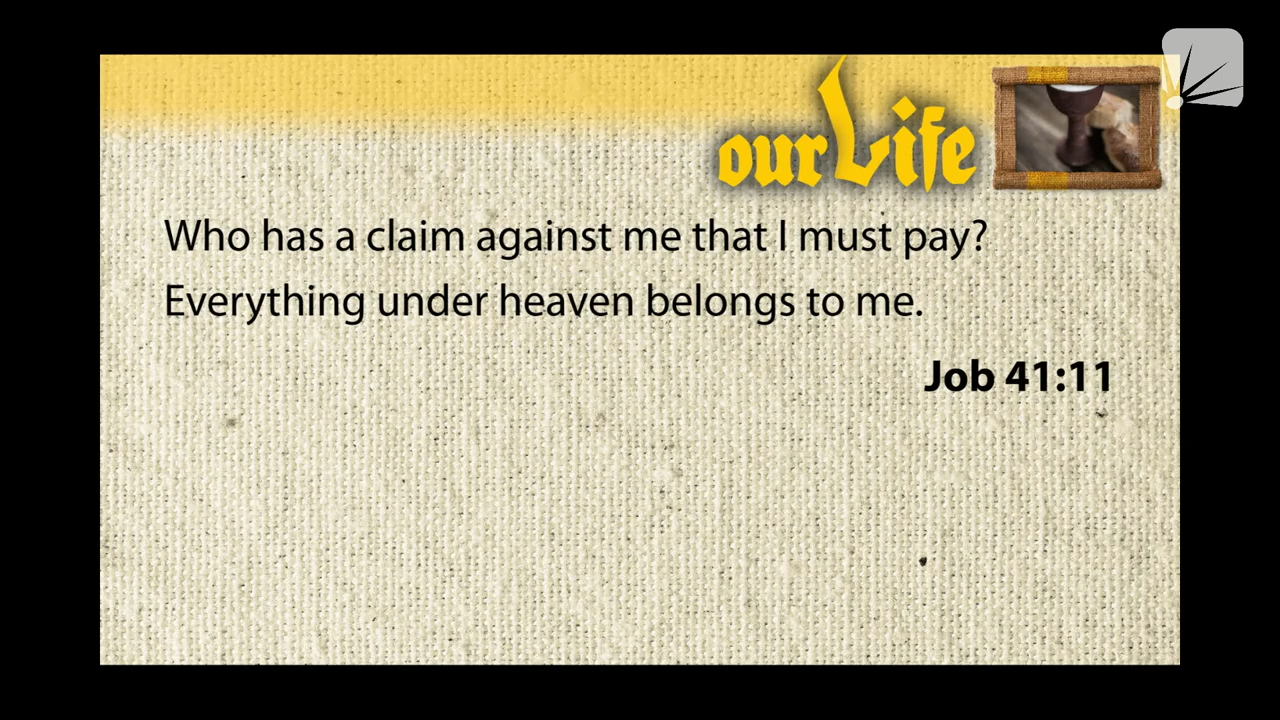 our Life
Who has a claim against me that I must pay?
Everything under heaven belongs to me.
Job 41:11